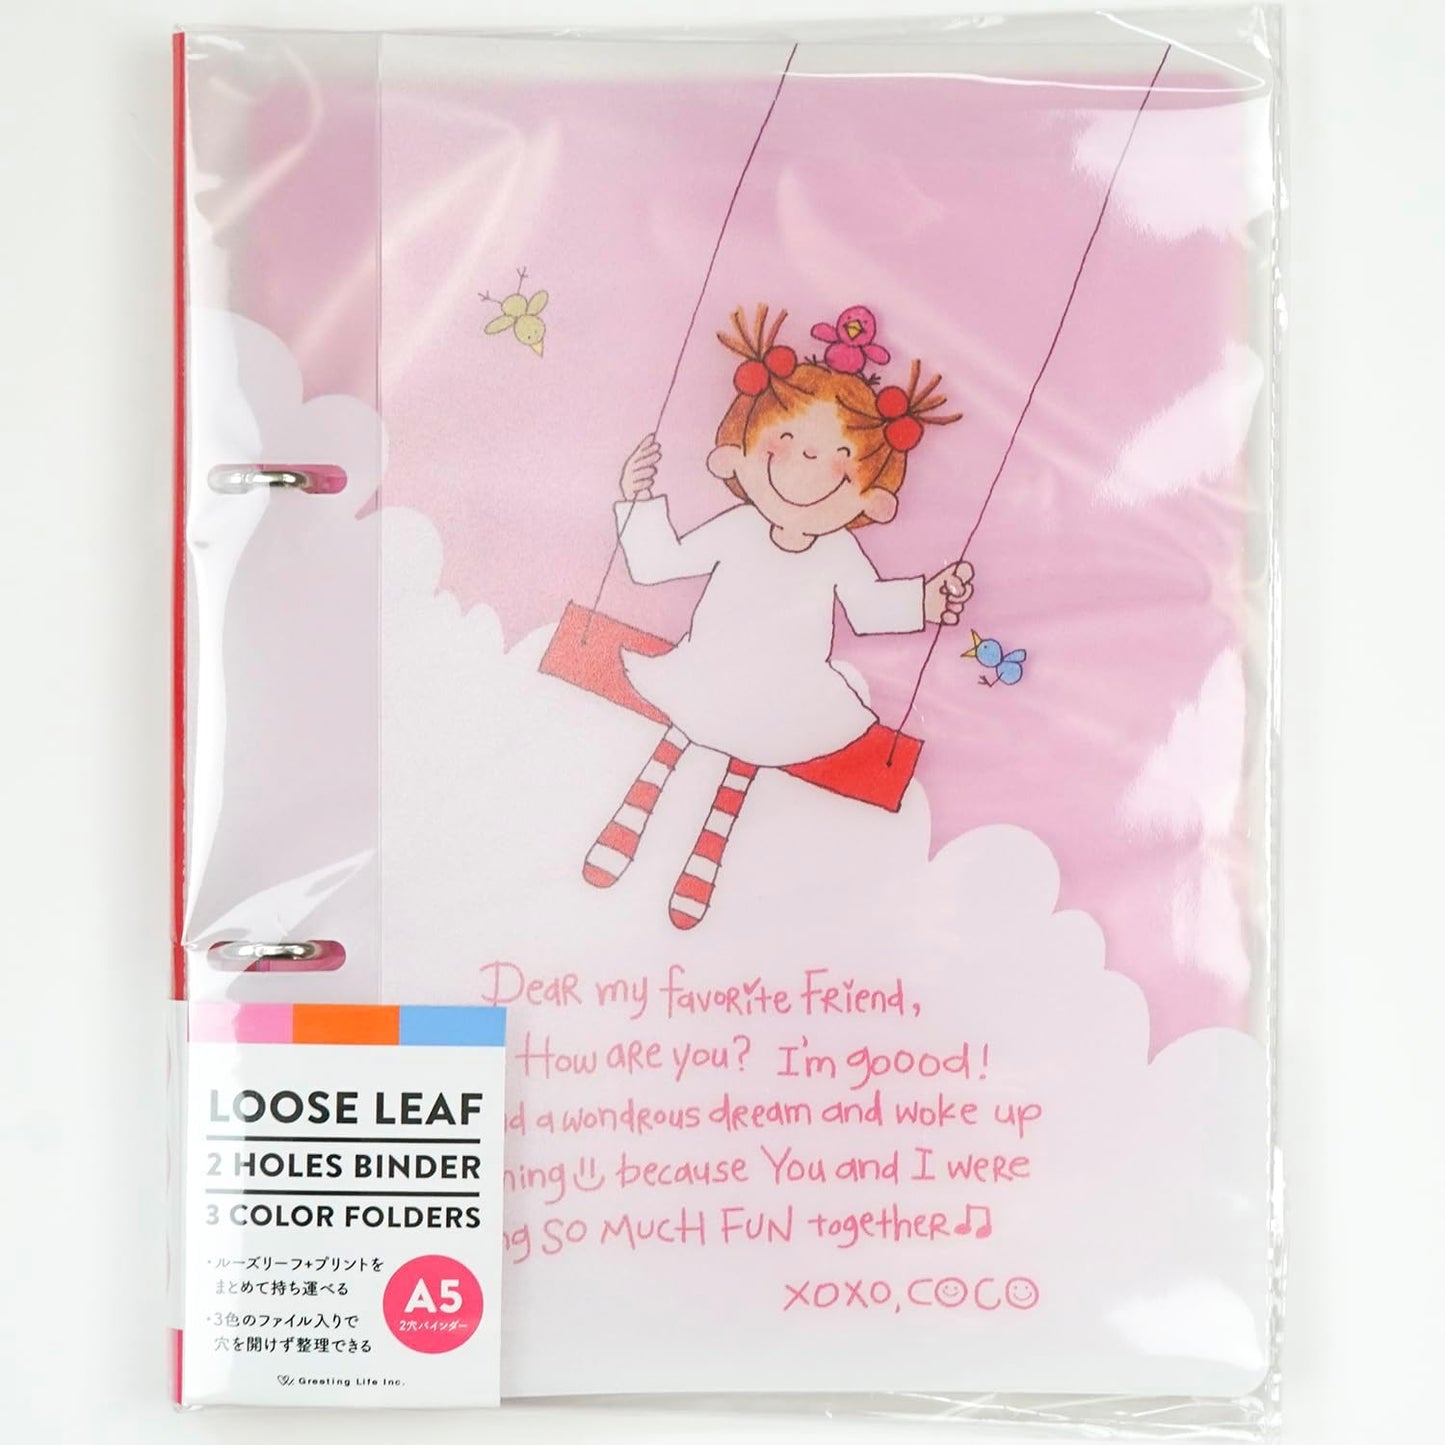 Dear my favorite friend,
How are you? I'm goood!
a wondrous dream and woke up
because You and I were
SO MUCH FUN together♫
XOXO, COCO
LOOSE LEAF
2 HOLES BINDER
3 COLOR FOLDERS
・ルーズリーフ+プリントを
まとめて持ち運べる
・3色のファイル入りで
穴を開けず整理できる
A5
2穴バインダー
Greeting Life Inc.